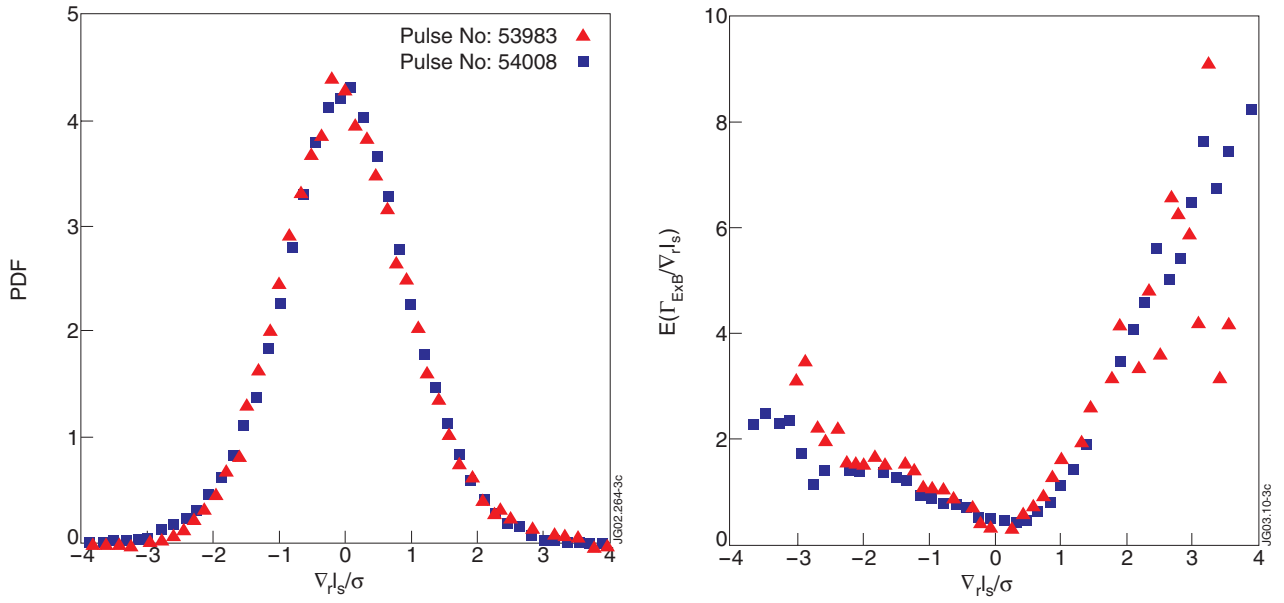 5
4
3
2
1
0
PDF
Pulse No: 53983
Pulse No: 54008
−4 −3 −2 −1 0 1 2 3 4
∇rIs/σ
JG02.264-3c
10
8
6
4
2
0
E(ΓExB/∇rIs)
−4 −3 −2 −1 0 1 2 3 4
∇rIs/σ
JG03.10-3c